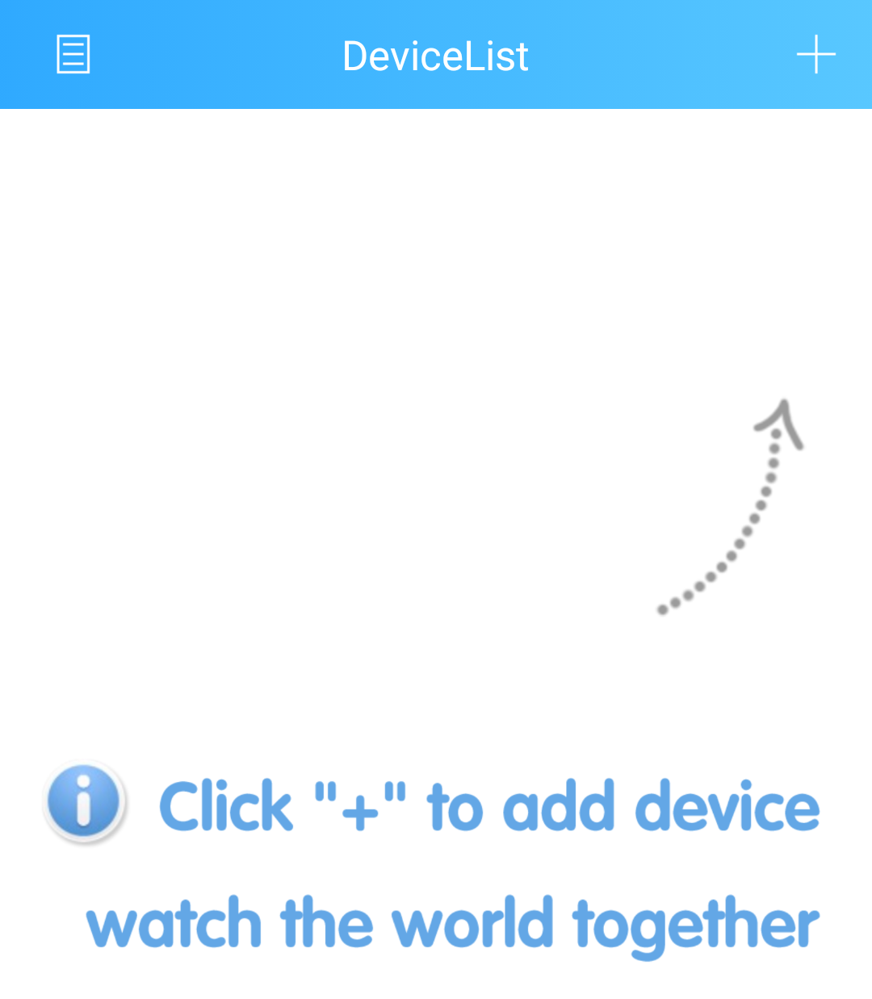 DeviceList
Click "+" to add device
watch the world together